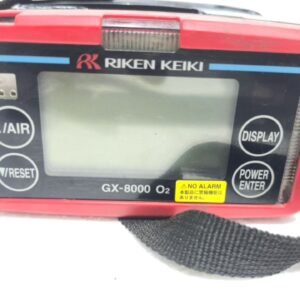 RIKEN KEIKI
/AIR
DISPLAY
▼/RESET
POWER
ENTER
GX-8000 O2
⚠NO ALARM